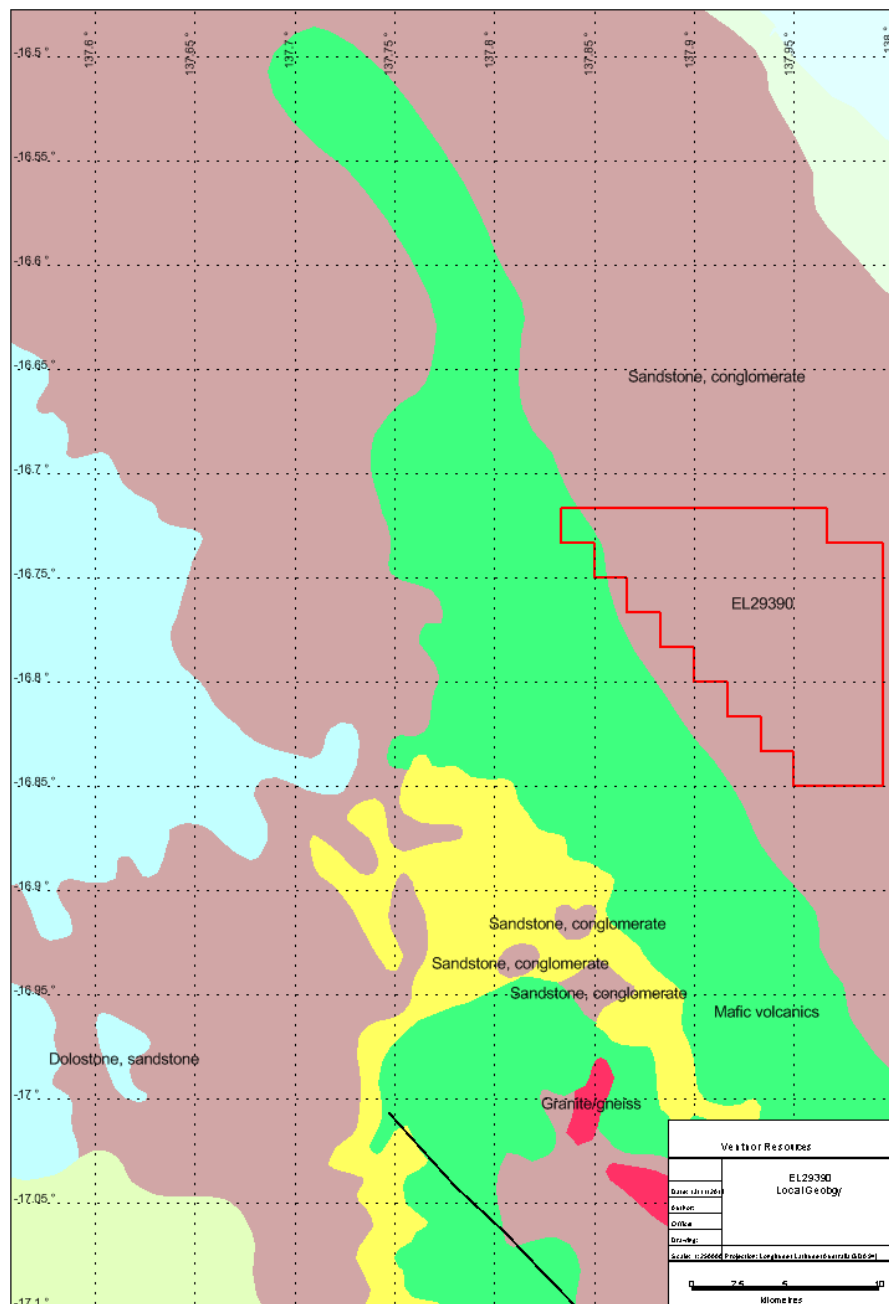 137.6
137.65
137.7
137.75
137.8
137.85
137.9
137.95
138°
-16.5°
-16.55°
-16.6°
-16.65°
Sandstone, conglomerate
-16.7°
-16.75°
EL29390
-16.8°
-16.85°
-16.9°
Sandstone, conglomerate
Sandstone, conglomerate
-16.95°
Sandstone, conglomerate
Mafic volcanics
Dolostone, sandstone
-17°
Granite/gneiss
-17.05°
-17.1°
Ventnor Resources
EL29390
Local Geology
Author:
Office:
Drawing:
0 2.5 5 10
kilometres